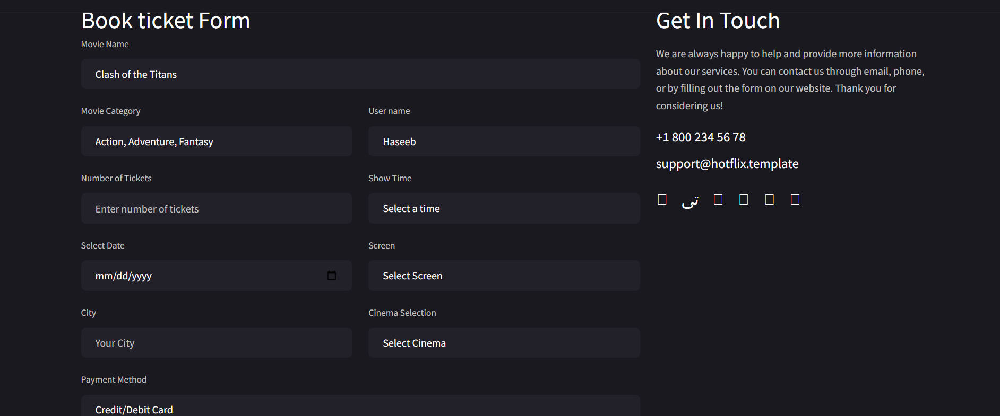 Book ticket Form
Movie Name
Clash of the Titans
Movie Category
User name
Action, Adventure, Fantasy
Haseeb
Number of Tickets
Show Time
Enter number of tickets
Select a time
Select Date
Screen
mm/dd/yyyy
Select Screen
City
Cinema Selection
Your City
Select Cinema
Payment Method
Credit/Debit Card
Get In Touch
We are always happy to help and provide more information
about our services. You can contact us through email, phone,
or by filling out the form on our website. Thank you for
considering us!
+1 800 234 56 78
support@hotflix.template
تی